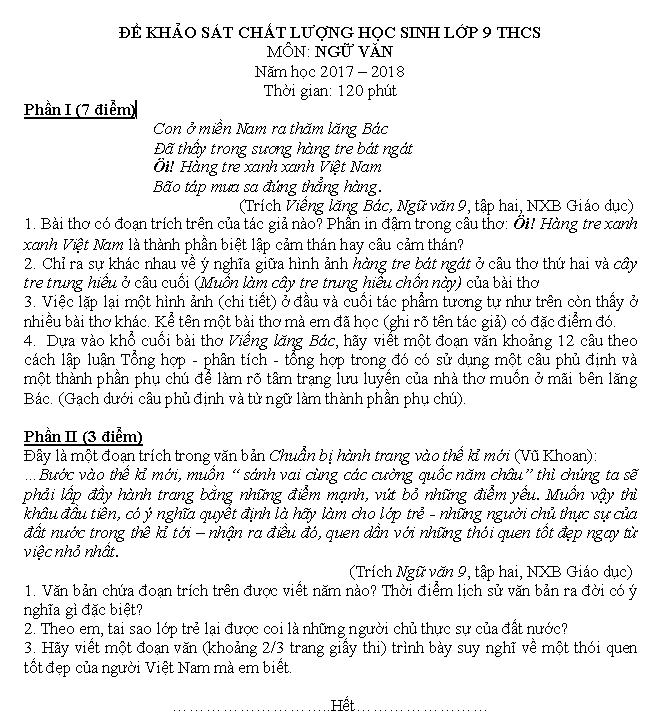 ĐỀ KHẢO SÁT CHẤT LƯỢNG HỌC SINH LỚP 9 THCS
MÔN: NGỮ VĂN
Năm học 2017 – 2018
Thời gian: 120 phút
Phần I (7 điểm)
Con ở miền Nam ra thăm lăng Bác
Đã thấy trong sương hàng tre bát ngát
Ôi! Hàng tre xanh xanh Việt Nam
Bão táp mưa sa đứng thẳng hàng.
(Trích Viếng lăng Bác, Ngữ văn 9, tập hai, NXB Giáo dục)
1. Bài thơ có đoạn trích trên của tác giả nào? Phần in đậm trong câu thơ: Ôi! Hàng tre xanh
xanh Việt Nam là thành phần biệt lập cảm thán hay câu cảm thán?
2. Chỉ ra sự khác nhau về ý nghĩa giữa hình ảnh hàng tre bát ngát ở câu thơ thứ hai và cây
tre trung hiếu ở câu cuối (Muốn làm cây tre trung hiếu chốn này) của bài thơ
3. Việc lặp lại một hình ảnh (chi tiết) ở đầu và cuối tác phẩm tương tự như trên còn thấy ở
nhiều bài thơ khác. Kể tên một bài thơ mà em đã học (ghi rõ tên tác giả) có đặc điểm đó.
4. Dựa vào khổ cuối bài thơ Viếng lăng Bác, hãy viết một đoạn văn khoảng 12 câu theo
cách lập luận Tổng hợp - phân tích - tổng hợp trong đó có sử dụng một câu phủ định và
một thành phần phụ chú để làm rõ tâm trạng lưu luyến của nhà thơ muốn ở mãi bên lăng
Bác. (Gạch dưới câu phủ định và từ ngữ làm thành phần phụ chú).
Phần II (3 điểm)
Đây là một đoạn trích trong văn bản Chuẩn bị hành trang vào thế kỉ mới (Vũ Khoan):
…Bước vào thế kỉ mới, muốn “ sánh vai cùng các cường quốc năm châu” thì chúng ta sẽ
phải lấp đầy hành trang bằng những điểm mạnh, vứt bỏ những điểm yếu. Muốn vậy thì
khâu đầu tiên, có ý nghĩa quyết định là hãy làm cho lớp trẻ - những người chủ thực sự của
đất nước trong thế kỉ tới – nhận ra điều đó, quen dần với những thói quen tốt đẹp ngay từ
việc nhỏ nhất.
(Trích Ngữ văn 9, tập hai, NXB Giáo dục)
1. Văn bản chứa đoạn trích trên được viết năm nào? Thời điểm lịch sử văn bản ra đời có ý
nghĩa gì đặc biệt?
2. Theo em, tai sao lớp trẻ lại được coi là những người chủ thực sự của đất nước?
3. Hãy viết một đoạn văn (khoảng 2/3 trang giấy thi) trình bày suy nghĩ về một thói quen
tốt đẹp của người Việt Nam mà em biết.
………………………..Hết……………………